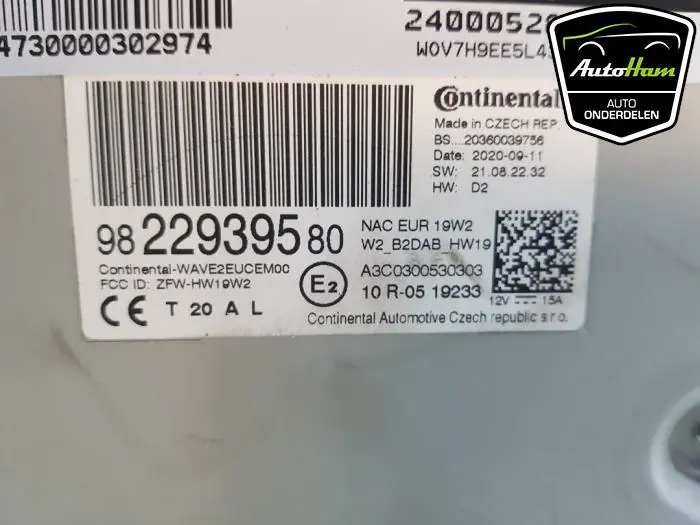 4730000302974
2400052
W0V7H9EE5L4
AutoHam
AUTO
ONDERDELEN
Continental
Made in CZECH REP.
BS....20360039756
Date: 2020-09-11
SW: 21.08.22.32
HW: D2
98 229395 80
NAC EUR 19W2
W2_B2DAB_HW19
Continental-WAVE2EUCEM00
FCC ID: ZFW-HW19W2
E2
A3C0300530303
10 R-05 19233
12V 15A
CE T 20 A L
Continental Automotive Czech republic s.r.o.